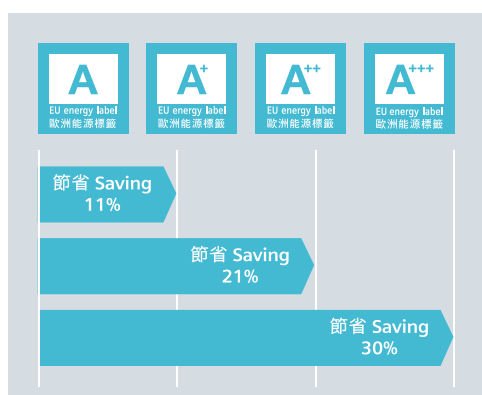 A
EU energy label
歐洲能源標籤
A+
EU energy label
歐洲能源標籤
A++
EU energy label
歐洲能源標籤
A+++
EU energy label
歐洲能源標籤
節省 Saving
11%
節省 Saving
21%
節省 Saving
30%